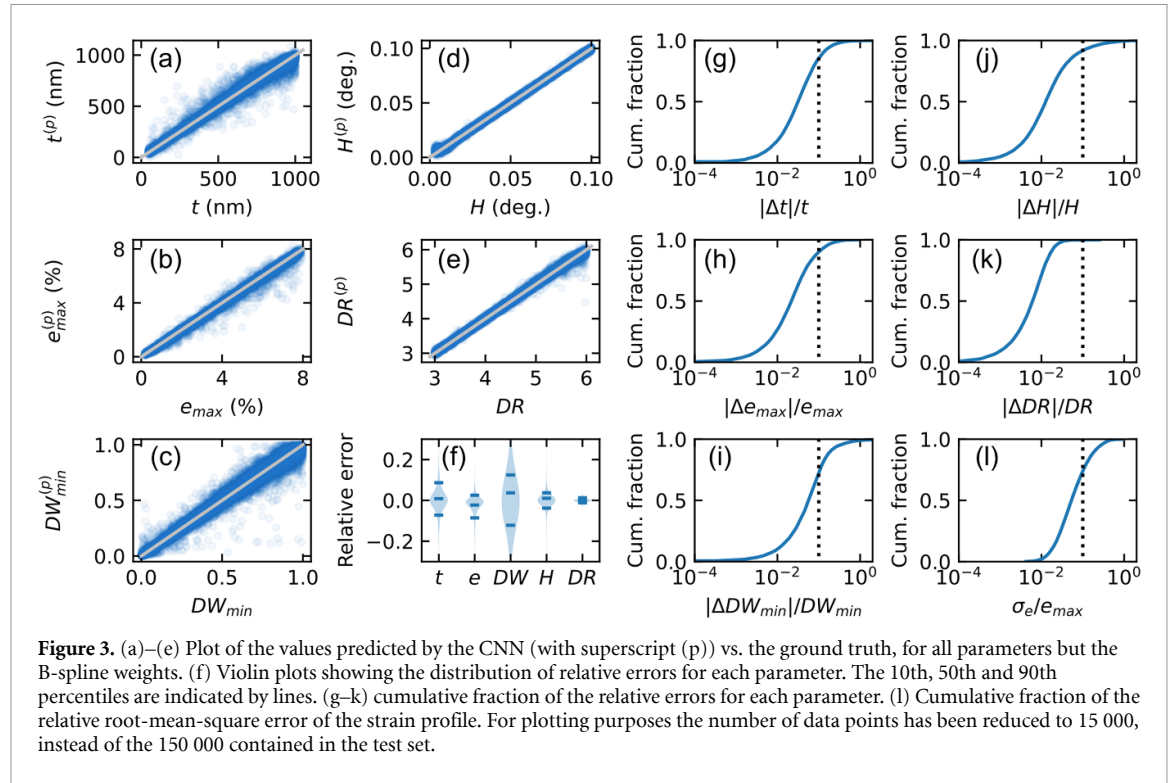 (a)
1000
500
0
t^(p) (nm)
0 500 1000
t (nm)
(d)
0.10
0.05
0.00
H^(p) (deg.)
0.00 0.05 0.10
H (deg.)
(g)
1.0
0.5
0.0
Cum. fraction
10^−4 10^−2 10^0
|Δt|/t
(j)
1.0
0.5
0.0
Cum. fraction
10^−4 10^−2 10^0
|ΔH|/H
(b)
8
4
0
e_max^(p) (%)
0 4 8
e_max (%)
(e)
6
5
4
3
DR^(p)
3 4 5 6
DR
(h)
1.0
0.5
0.0
Cum. fraction
10^−4 10^−2 10^0
|Δe_max|/e_max
(k)
1.0
0.5
0.0
Cum. fraction
10^−4 10^−2 10^0
|ΔDR|/DR
(c)
1.0
0.5
0.0
DW_min^(p)
0.0 0.5 1.0
DW_min
(f)
0.2
0.0
−0.2
Relative error
t e DW H DR
(i)
1.0
0.5
0.0
Cum. fraction
10^−4 10^−2 10^0
|ΔDW_min|/DW_min
(l)
1.0
0.5
0.0
Cum. fraction
10^−4 10^−2 10^0
σ_e/e_max
Figure 3. (a)–(e) Plot of the values predicted by the CNN (with superscript (p)) vs. the ground truth, for all parameters but the
B-spline weights. (f) Violin plots showing the distribution of relative errors for each parameter. The 10th, 50th and 90th
percentiles are indicated by lines. (g–k) cumulative fraction of the relative errors for each parameter. (l) Cumulative fraction of the
relative root-mean-square error of the strain profile. For plotting purposes the number of data points has been reduced to 15 000,
instead of the 150 000 contained in the test set.